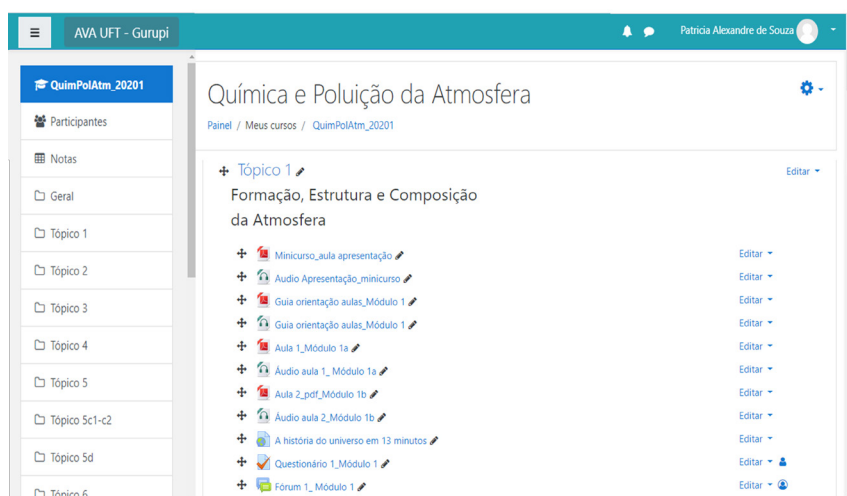 AVA UFT - Gurupi
Patricia Alexandre de Souza
QuimPolAtm_20201
Participantes
Notas
Geral
Tópico 1
Tópico 2
Tópico 3
Tópico 4
Tópico 5
Tópico 5c1-c2
Tópico 5d
Tópico 6
Química e Poluição da Atmosfera
Painel / Meus cursos / QuimPolAtm_20201
Tópico 1 Editar
Formação, Estrutura e Composição
da Atmosfera
Minicurso_aula apresentação Editar
Audio Apresentação_minicurso Editar
Guia orientação aulas_Módulo 1 Editar
Guia orientação aulas_Módulo 1 Editar
Aula 1_Módulo 1a Editar
Áudio aula 1_ Módulo 1a Editar
Aula 2_pdf_Módulo 1b Editar
Áudio aula 2_Módulo 1b Editar
A história do universo em 13 minutos Editar
Questionário 1_Módulo 1 Editar
Fórum 1_ Módulo 1 Editar